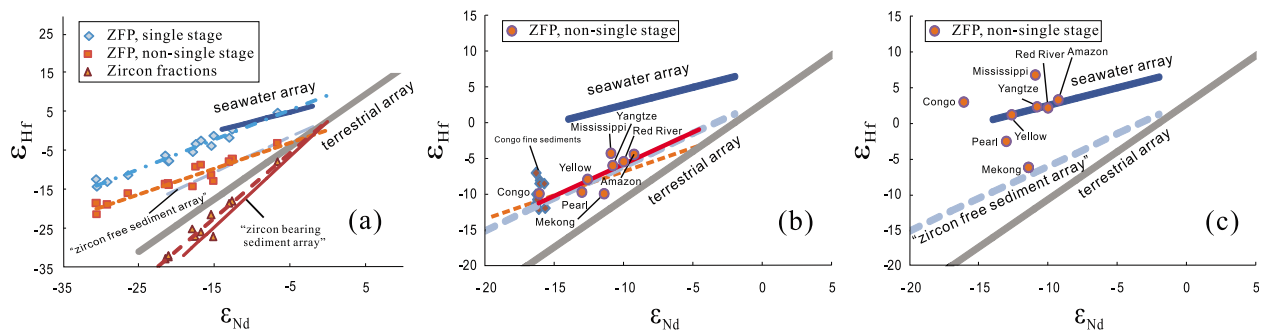 ZFP, single stage
ZFP, non-single stage
Zircon fractions
seawater array
terrestrial array
"zircon free sediment array"
"zircon bearing
sediment array"
(a)
εHf
25
15
5
-5
-15
-25
-35
-35
-25
-15
-5
5
εNd
ZFP, non-single stage
seawater array
Yangtze
Mississippi
Red River
Congo fine sediments
Yellow
Amazon
Congo
Pearl
Mekong
terrestrial array
(b)
εHf
15
10
5
0
-5
-10
-15
-20
-20
-15
-10
-5
0
5
εNd
ZFP, non-single stage
Red River
Amazon
Mississippi
seawater array
Yangtze
Congo
Yellow
Pearl
Mekong
"zircon free sediment array"
terrestrial array
(c)
εHf
15
10
5
0
-5
-10
-15
-20
-20
-15
-10
-5
0
5
εNd